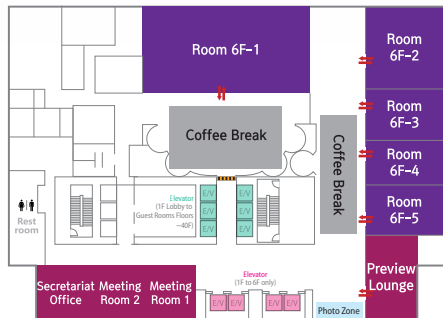 Room 6F-1
Room
6F-2
Room
6F-3
Room
6F-4
Room
6F-5
Coffee Break
Coffee Break
Elevator
(1F Lobby to
Guest Rooms Floors
~40F)
E/V
E/V
E/V
E/V
E/V
E/V
Rest
room
Secretariat
Office
Meeting
Room 2
Meeting
Room 1
Elevator
(1F to 6F only)
E/V
E/V
E/V
E/V
Preview
Lounge
Photo Zone